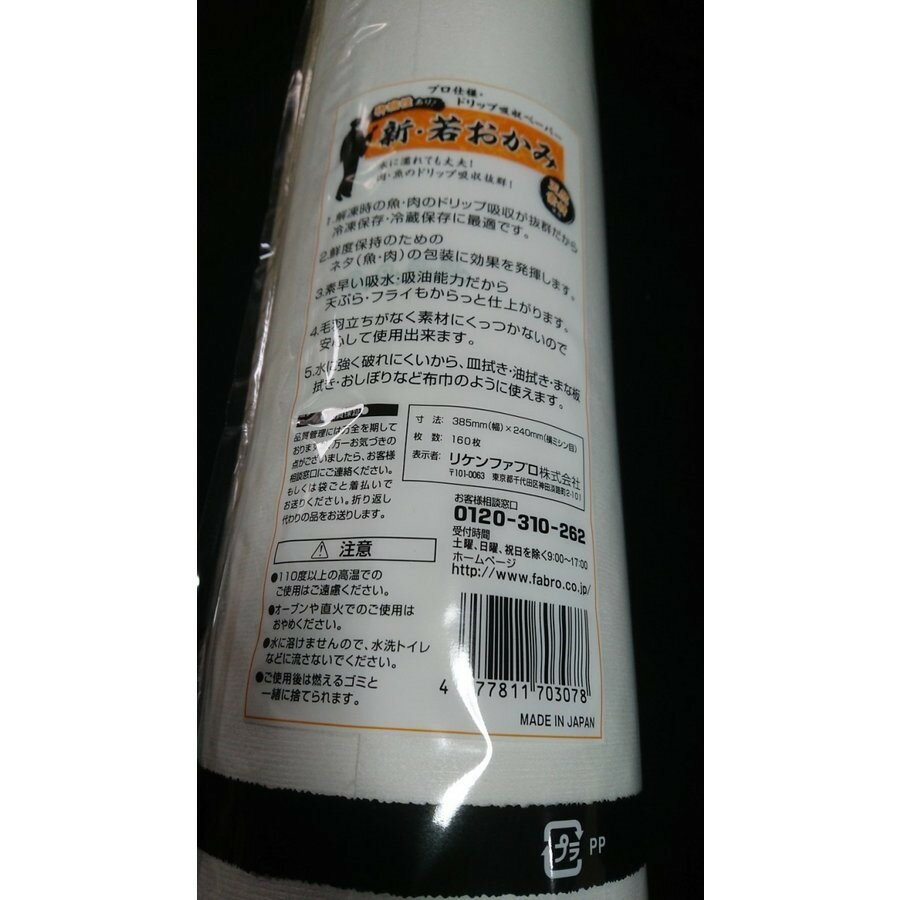 プロ仕様・
ドリップ吸収ペーパー
あり!
新・若おかみ
水に濡れても丈夫!
肉・魚のドリップ吸収抜群!
1.解凍時の魚・肉のドリップ吸収が抜群だから
冷凍保存・冷蔵保存に最適です。
2.鮮度保持のための
ネタ(魚・肉)の包装に効果を発揮します。
3.素早い吸水・吸油能力だから
天ぷら・フライもからっと仕上がります。
4.毛羽立ちがなく素材にくっつかないので
安心して使用出来ます。
5.水に強く破れにくいから、皿拭き・油拭き・まな板
拭き・おしぼりなど布巾のように使えます。
品質管理には万全を期して
おりますが万一お気づきの
点がございましたら、お客様
相談窓口にご連絡ください。
もしくは袋ごと着払いで
お送りください。折り返し
代わりの品をお送りします。
寸 法: 385mm(幅)×240mm(横ミシン目)
枚 数: 160枚
表示者: リケンファブロ株式会社
〒101-0063 東京都千代田区神田淡路町2-101
お客様相談窓口
0120-310-262
受付時間
土曜、日曜、祝日を除く9:00~17:00
ホームページ
http://www.fabro.co.jp/
注意
●110度以上の高温での
ご使用はご遠慮ください。
●オーブンや直火でのご使用は
おやめください。
●水に溶けませんので、水洗トイレ
などに流さないでください。
●ご使用後は燃えるゴミと
一緒に捨てられます。
4 77811 703078
MADE IN JAPAN
プラ PP